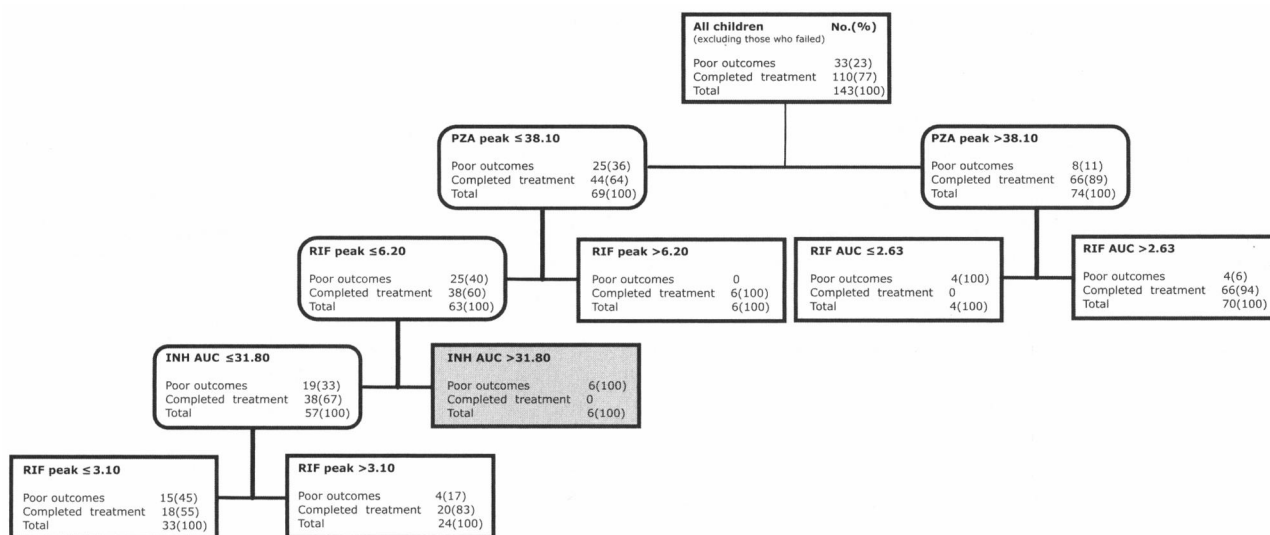 All children No.(%)
(excluding those who failed)
Poor outcomes 33(23)
Completed treatment 110(77)
Total 143(100)
PZA peak ≤38.10
Poor outcomes 25(36)
Completed treatment 44(64)
Total 69(100)
PZA peak >38.10
Poor outcomes 8(11)
Completed treatment 66(89)
Total 74(100)
RIF peak ≤6.20
Poor outcomes 25(40)
Completed treatment 38(60)
Total 63(100)
RIF peak >6.20
Poor outcomes 0
Completed treatment 6(100)
Total 6(100)
RIF AUC ≤2.63
Poor outcomes 4(100)
Completed treatment 0
Total 4(100)
RIF AUC >2.63
Poor outcomes 4(6)
Completed treatment 66(94)
Total 70(100)
INH AUC ≤31.80
Poor outcomes 19(33)
Completed treatment 38(67)
Total 57(100)
INH AUC >31.80
Poor outcomes 6(100)
Completed treatment 0
Total 6(100)
RIF peak ≤3.10
Poor outcomes 15(45)
Completed treatment 18(55)
Total 33(100)
RIF peak >3.10
Poor outcomes 4(17)
Completed treatment 20(83)
Total 24(100)